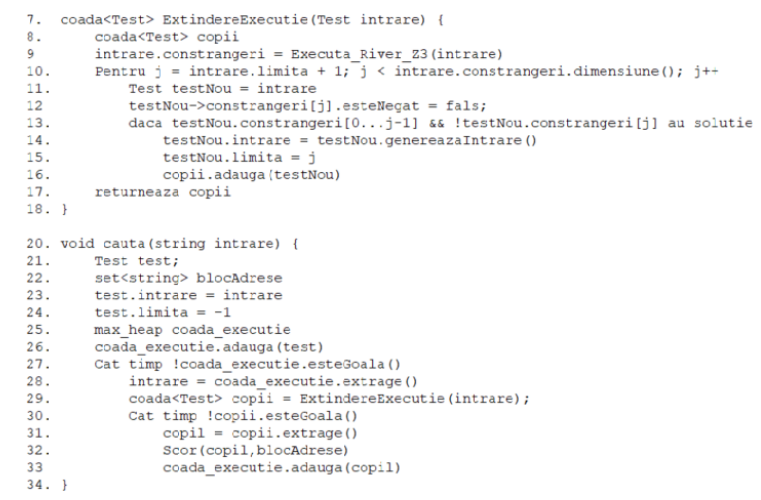 7. coada<Test> ExtindereExecutie(Test intrare) {
8. coada<Test> copii
9 intrare.constrangeri = Executa_River_Z3(intrare)
10. Pentru j = intrare.limita + 1; j < intrare.constrangeri.dimensiune(); j++
11. Test testNou = intrare
12 testNou->constrangeri[j].esteNegat = fals;
13. daca testNou.constrangeri[0...j-1] && !testNou.constrangeri[j] au solutie
14. testNou.intrare = testNou.genereazaIntrare()
15. testNou.limita = j
16. copii.adauga(testNou)
17. returneaza copii
18. }
20. void cauta(string intrare) {
21. Test test;
22. set<string> blocAdrese
23. test.intrare = intrare
24. test.limita = -1
25. max_heap coada_executie
26. coada_executie.adauga(test)
27. Cat timp !coada_executie.esteGoala()
28. intrare = coada_executie.extrage()
29. coada<Test> copii = ExtindereExecutie(intrare);
30. Cat timp !copii.esteGoala()
31. copil = copii.extrage()
32. Scor(copil,blocAdrese)
33 coada_executie.adauga(copil)
34. }